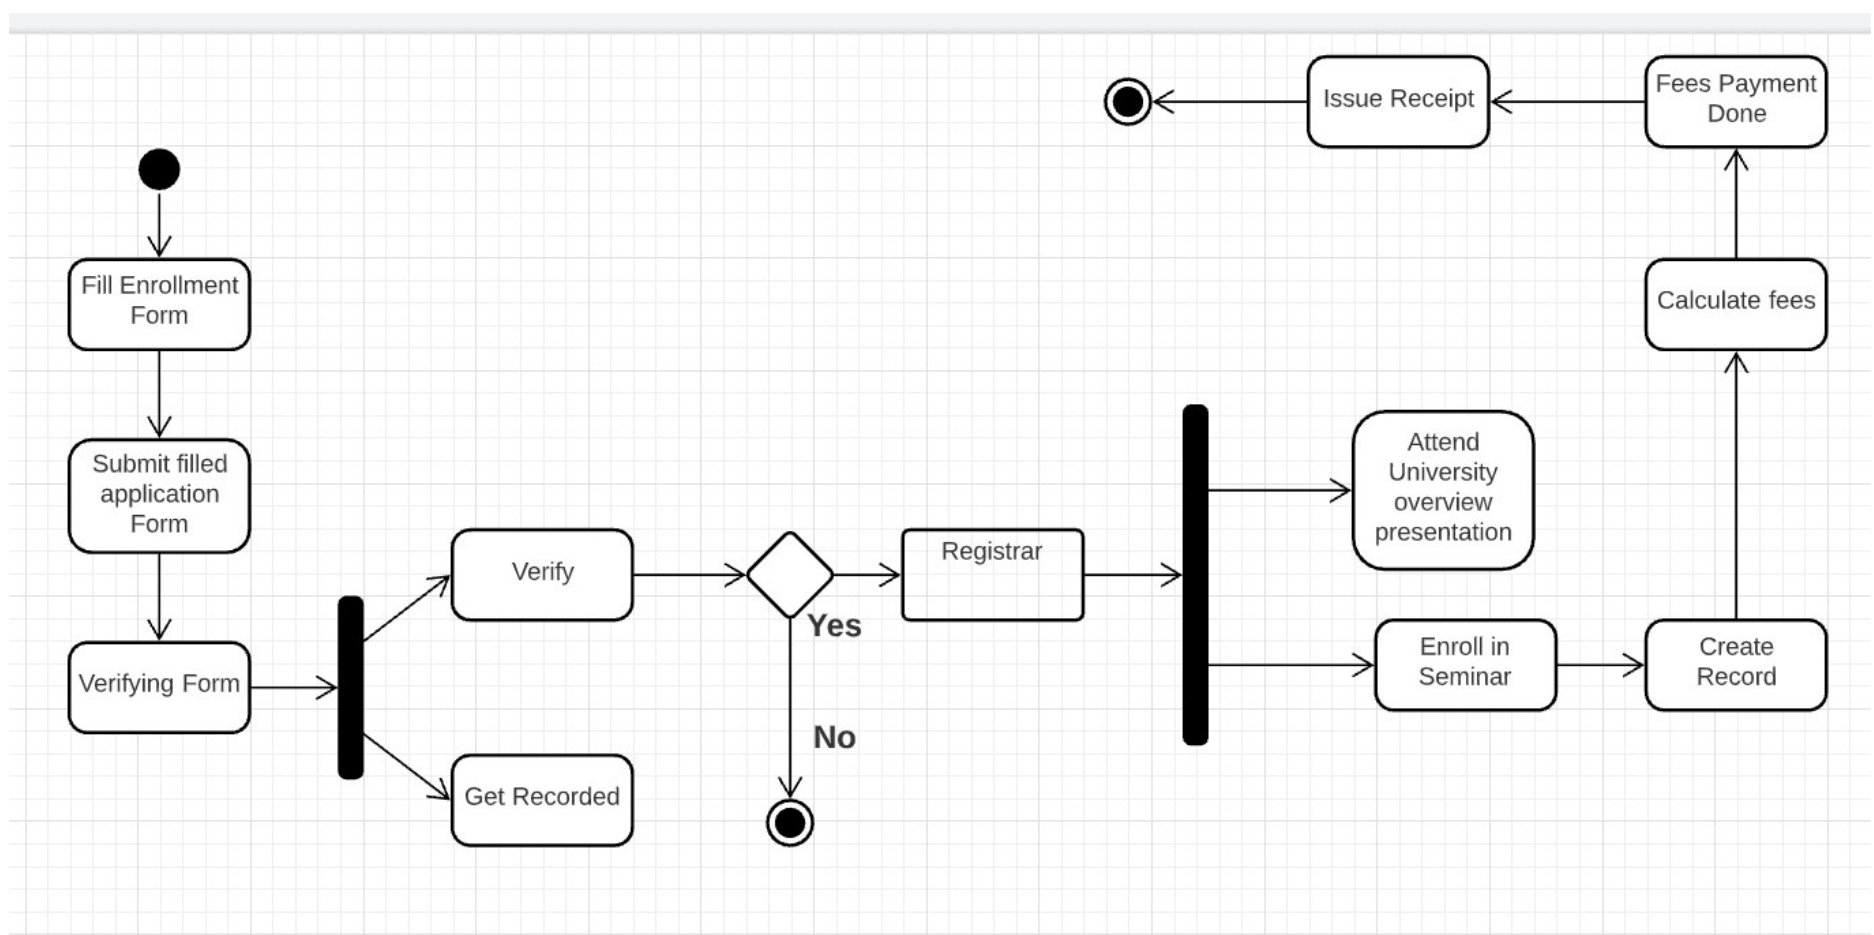 Issue Receipt
Fees Payment
Done
Fill Enrollment
Form
Calculate fees
Submit filled
application
Form
Attend
University
overview
presentation
Verify
Registrar
Yes
Verifying Form
Enroll in
Seminar
Create
Record
No
Get Recorded